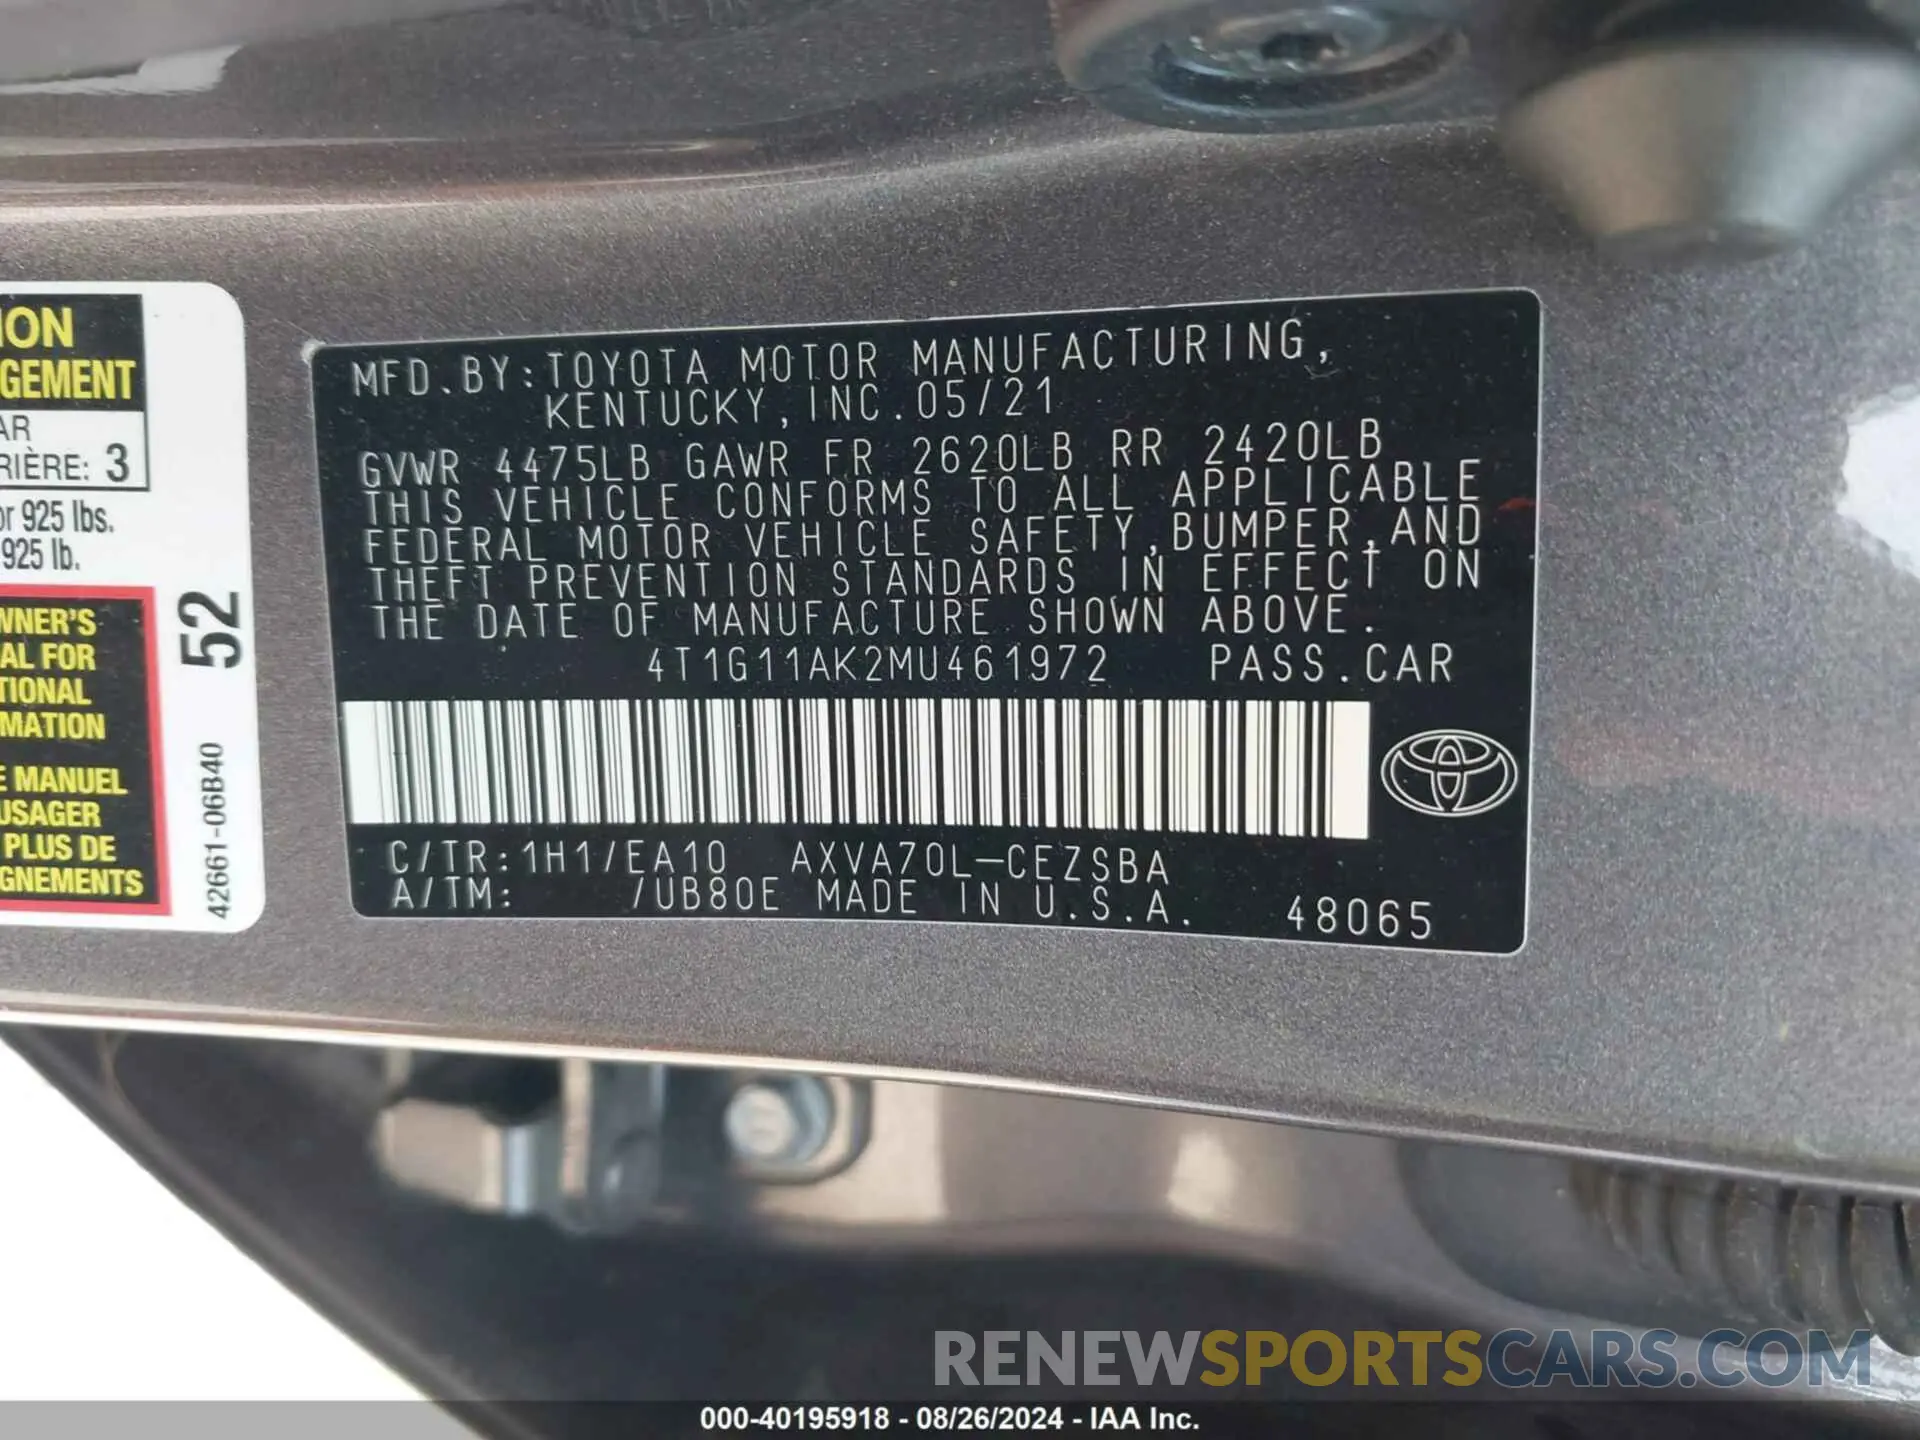 ION
GEMENT
AR
RIÈRE: 3
or 925 lbs.
925 lb.
WNER'S
AL FOR
TIONAL
MATION
E MANUEL
USAGER
PLUS DE
GNEMENTS
52
42661-06B40
MFD.BY:TOYOTA MOTOR MANUFACTURING,
KENTUCKY, INC.05/21
GVWR 4475LB GAWR FR 2620LB RR 2420LB
THIS VEHICLE CONFORMS TO ALL APPLICABLE
FEDERAL MOTOR VEHICLE SAFETY,BUMPER,AND
THEFT PREVENTION STANDARDS IN EFFECT ON
THE DATE OF MANUFACTURE SHOWN ABOVE.
4T1G11AK2MU461972 PASS.CAR
C/TR:1H1/EA10 AXVA70L-CEZSBA
A/TM: /UB80E MADE IN U.S.A. 48065
RENEWSPORTSCARS.COM
000-40195918 - 08/26/2024 - IAA Inc.